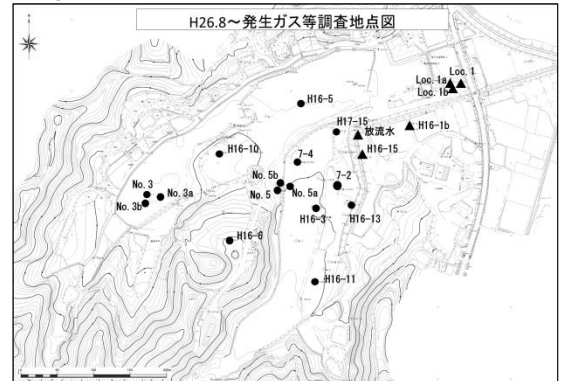 H26.8～発生ガス等調査地点図
Loc. 1a
Loc. 1
Loc. 1b
H16-5
H17-15
放流水
H16-1b
H16-10
7-4
H16-15
No. 5b
No. 3
No. 3a
No. 5
No. 5a
7-2
No. 3b
H16-3
H16-13
H16-6
H16-11